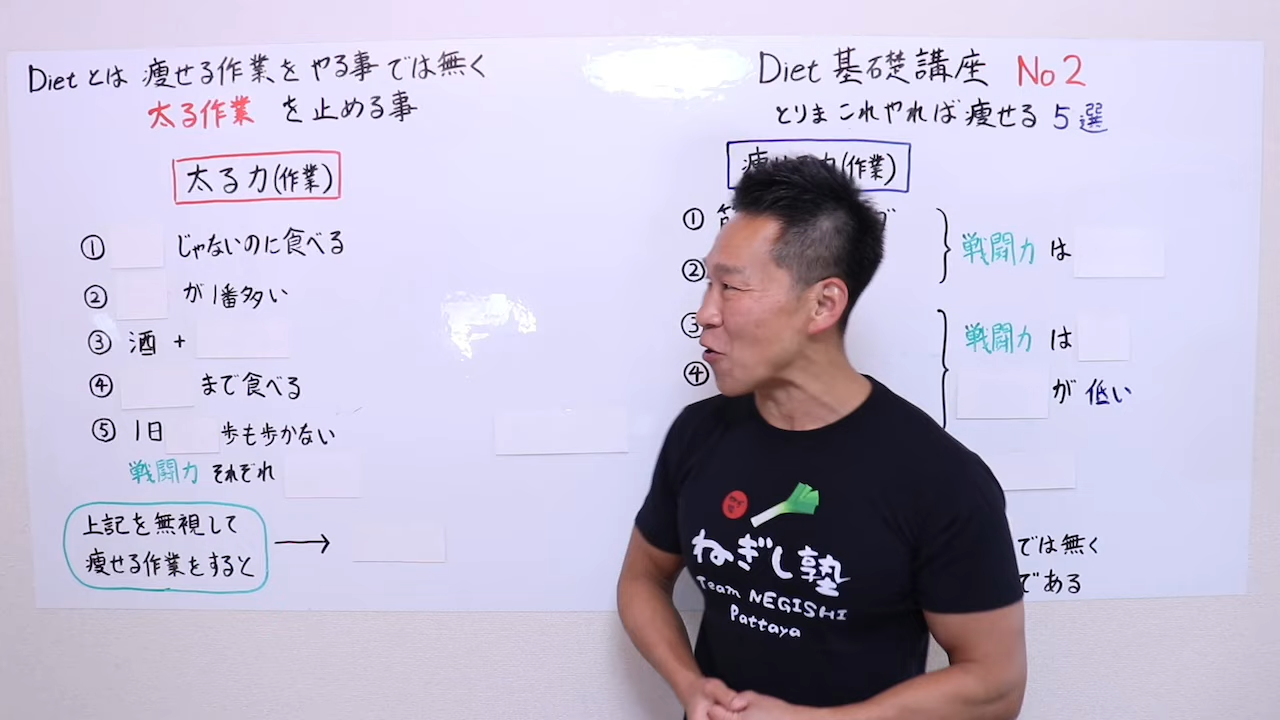 Dietとは 痩せる作業を やる事では無く
太る作業 を止める事
太る力(作業)
① じゃないのに食べる
② が1番多い
③ 酒 +
④ まで食べる
⑤ 1日 歩も歩かない
戦闘力 それぞれ
上記を無視して
痩せる作業をすると →
Diet 基礎講座 No2
とりま これやれば 痩せる 5選
(作業)
①
② 戦闘力 は
③
④ 戦闘力 は
が 低い
では無く
である
ねぎし塾
Team NEGISHI
Pattaya